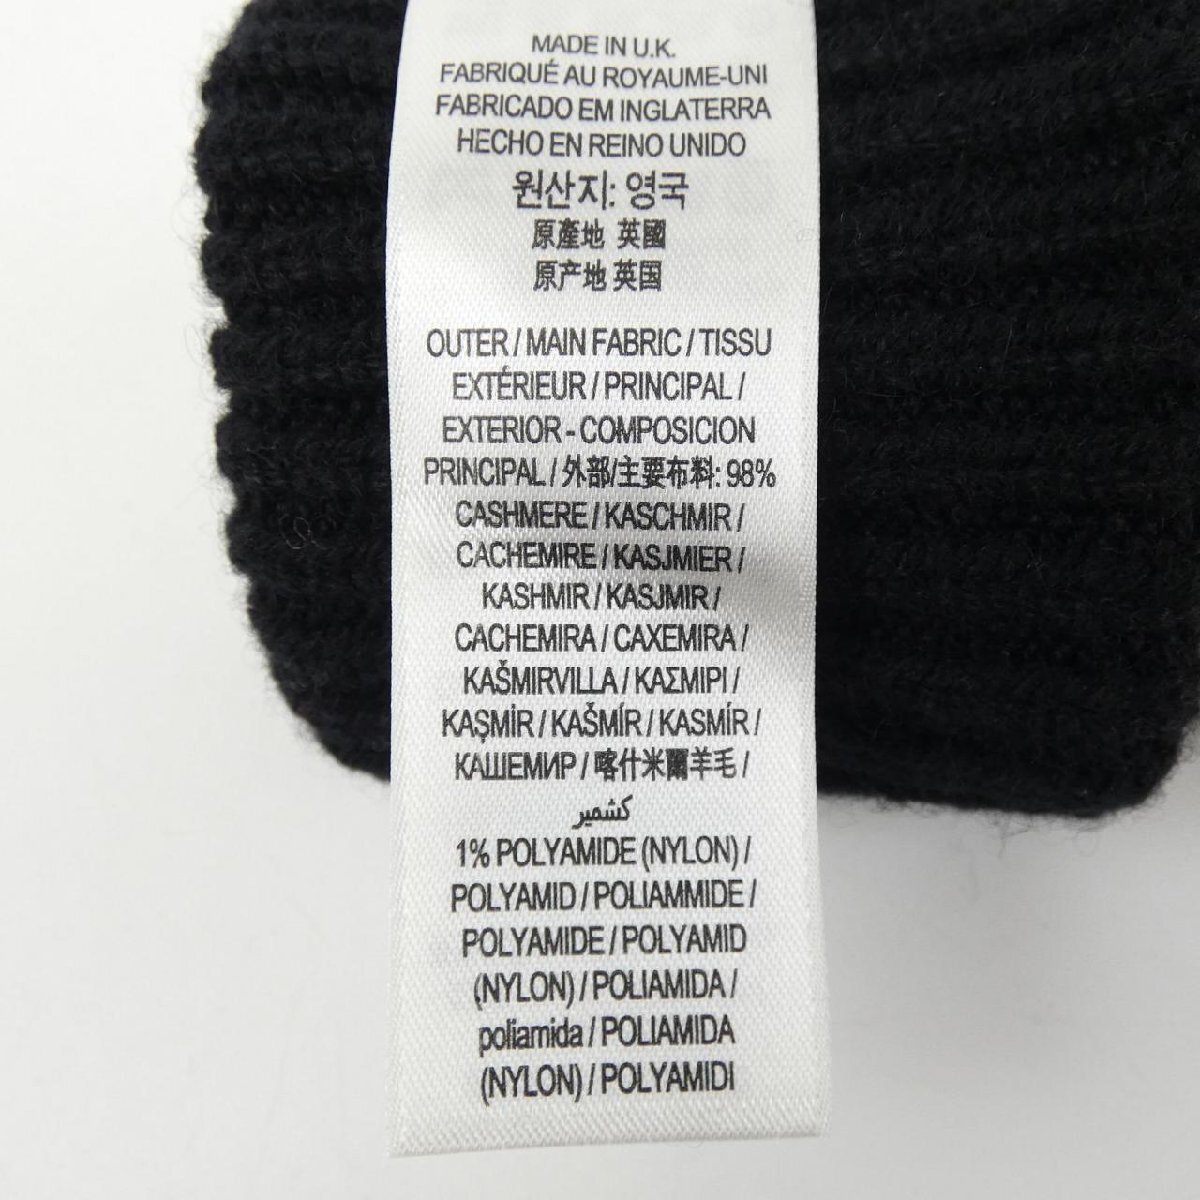 MADE IN U.K.
FABRIQUÉ AU ROYAUME-UNI
FABRICADO EM INGLATERRA
HECHO EN REINO UNIDO
원산지: 영국
原產地 英國
原产地 英国
OUTER / MAIN FABRIC / TISSU
EXTÉRIEUR / PRINCIPAL /
EXTERIOR - COMPOSICION
PRINCIPAL / 外部/主要布料: 98%
CASHMERE / KASCHMIR /
CACHEMIRE / KASJMIER /
KASHMIR / KASJMIR /
CACHEMIRA / CAXEMIRA /
KAŠMIRVILLA / ΚΑΣΜΙΡΙ /
KAŞMİR / KAŠMÍR / KASMÍR /
КАШЕМИР / 喀什米爾羊毛 /
كشمير
1% POLYAMIDE (NYLON) /
POLYAMID / POLIAMMIDE /
POLYAMIDE / POLYAMID
(NYLON) / POLIAMIDA /
poliamida / POLIAMIDA
(NYLON) / POLYAMIDI